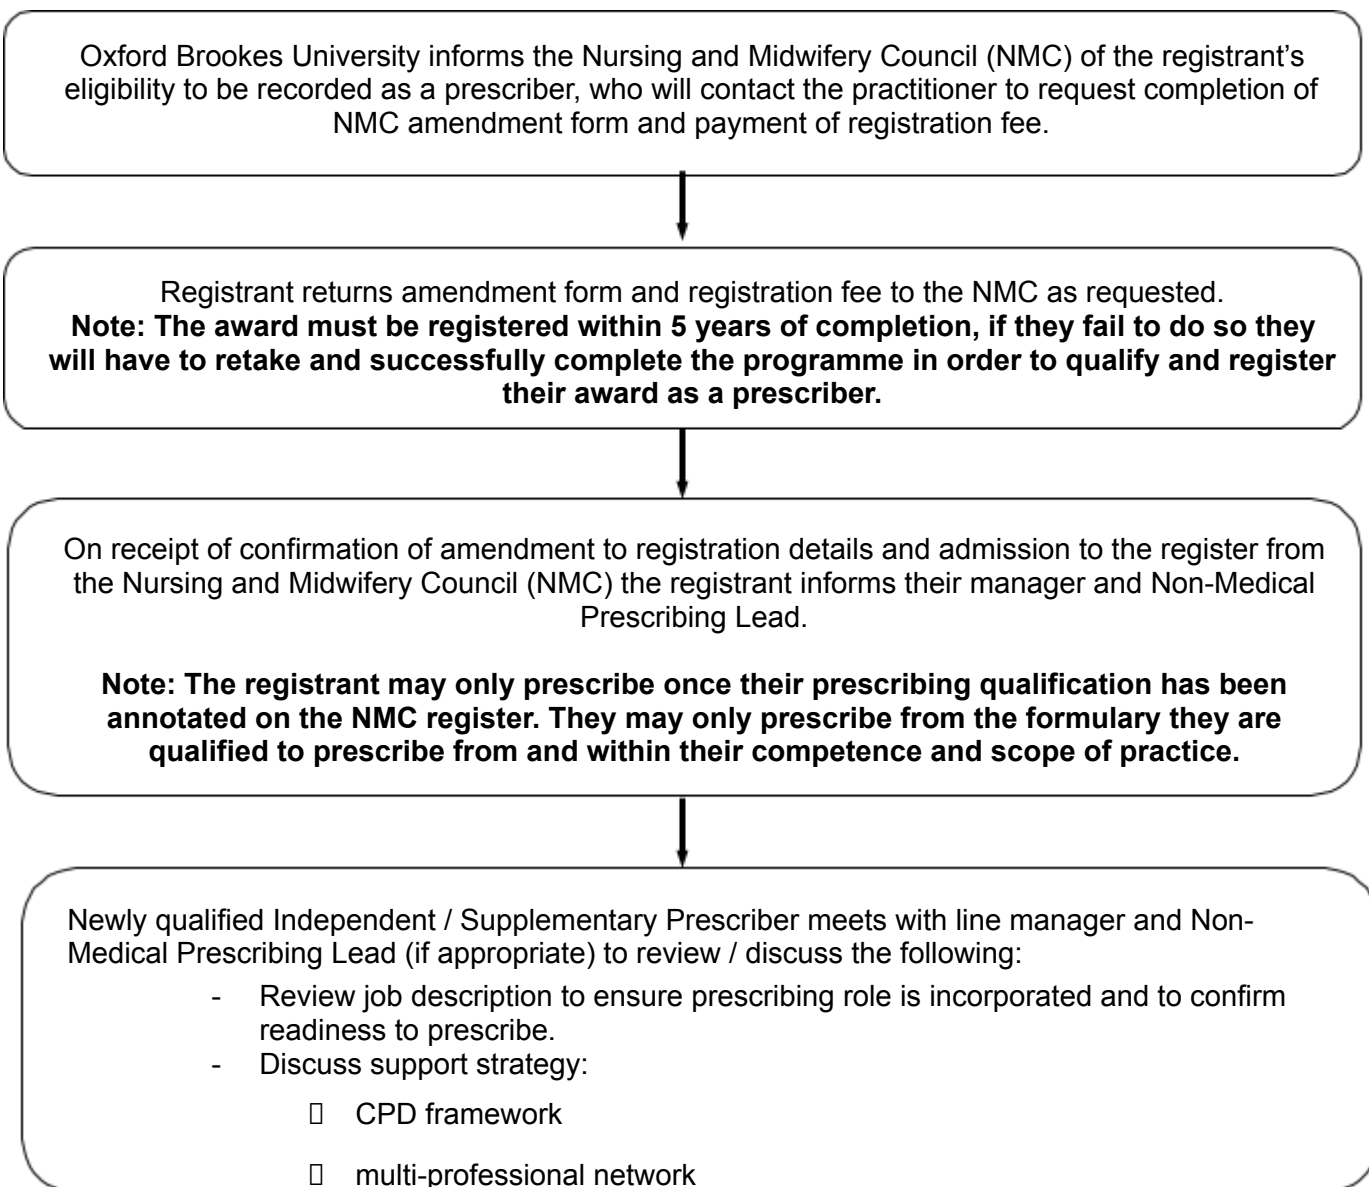 Oxford Brookes University informs the Nursing and Midwifery Council (NMC) of the registrant's
eligibility to be recorded as a prescriber, who will contact the practitioner to request completion of
NMC amendment form and payment of registration fee.
Registrant returns amendment form and registration fee to the NMC as requested.
Note: The award must be registered within 5 years of completion, if they fail to do so they
will have to retake and successfully complete the programme in order to qualify and register
their award as a prescriber.
On receipt of confirmation of amendment to registration details and admission to the register from
the Nursing and Midwifery Council (NMC) the registrant informs their manager and Non-Medical
Prescribing Lead.
Note: The registrant may only prescribe once their prescribing qualification has been
annotated on the NMC register. They may only prescribe from the formulary they are
qualified to prescribe from and within their competence and scope of practice.
Newly qualified Independent / Supplementary Prescriber meets with line manager and Non-
Medical Prescribing Lead (if appropriate) to review / discuss the following:
- Review job description to ensure prescribing role is incorporated and to confirm
readiness to prescribe.
- Discuss support strategy:
▯ CPD framework
▯ multi-professional network